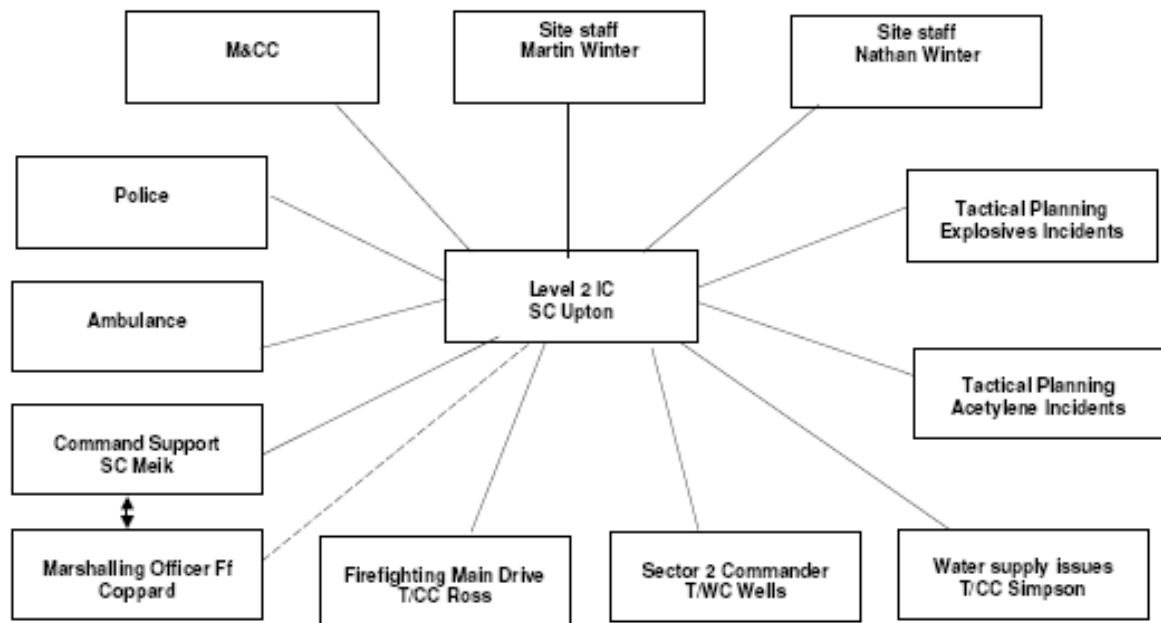 M&CC
Site staff
Martin Winter
Site staff
Nathan Winter
Police
Tactical Planning
Explosives Incidents
Level 2 IC
SC Upton
Ambulance
Tactical Planning
Acetylene Incidents
Command Support
SC Meik
Marshalling Officer Ff
Coppard
Firefighting Main Drive
T/CC Ross
Sector 2 Commander
T/WC Wells
Water supply issues
T/CC Simpson